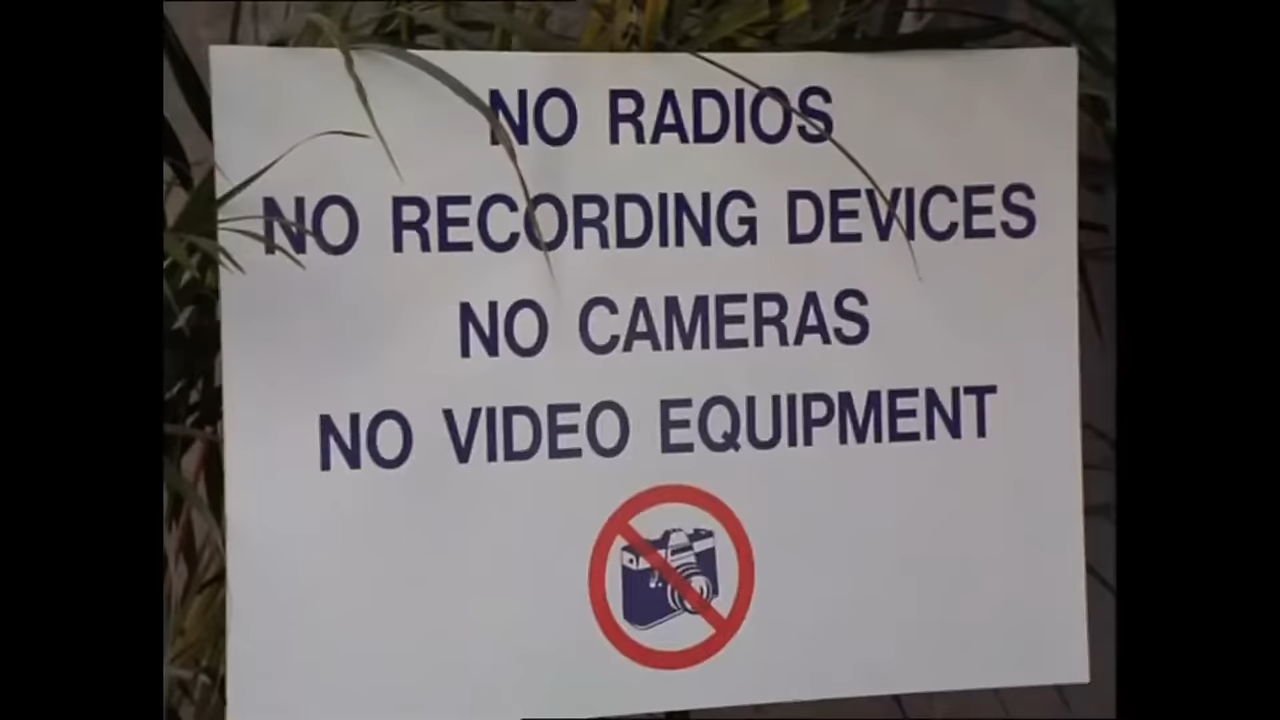 NO RADIOS
NO RECORDING DEVICES
NO CAMERAS
NO VIDEO EQUIPMENT